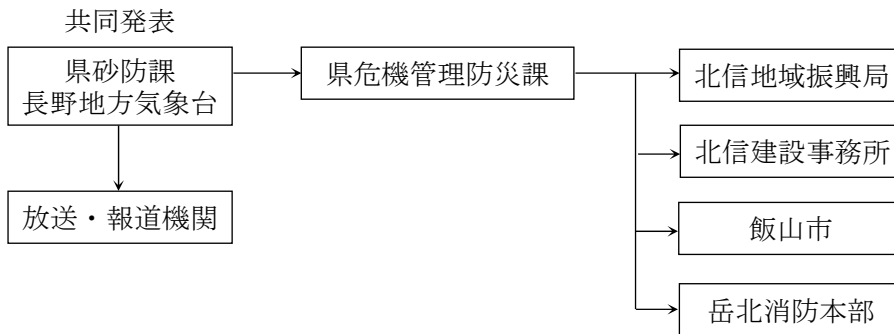 共同発表
県砂防課
長野地方気象台
県危機管理防災課
北信地域振興局
北信建設事務所
放送・報道機関
飯山市
岳北消防本部